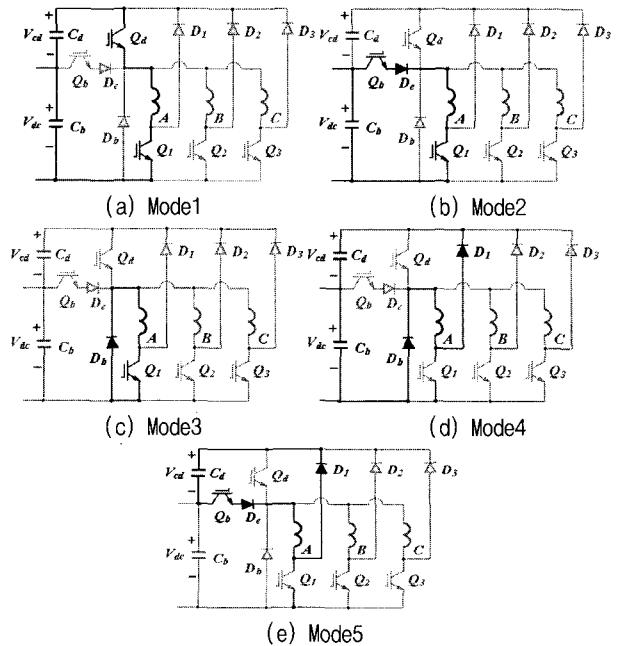 + V_cd − C_d Q_d D_1 D_2 D_3
Q_b D_c
+ V_dc − C_b D_b A B C
Q_1 Q_2 Q_3
(a) Mode1
+ V_cd − C_d Q_d D_1 D_2 D_3
Q_b D_e
+ V_dc − C_b D_b A B C
Q_1 Q_2 Q_3
(b) Mode2
+ V_cd − C_d Q_d D_1 D_2 D_3
Q_b D_c
+ V_dc − C_b D_b A B C
Q_1 Q_2 Q_3
(c) Mode3
+ V_cd − C_d Q_d D_1 D_2 D_3
Q_b D_c
+ V_dc − C_b D_b A B C
Q_1 Q_2 Q_3
(d) Mode4
+ V_cd − C_d Q_d D_1 D_2 D_3
Q_b D_e
+ V_dc − C_b D_b A B C
Q_1 Q_2 Q_3
(e) Mode5